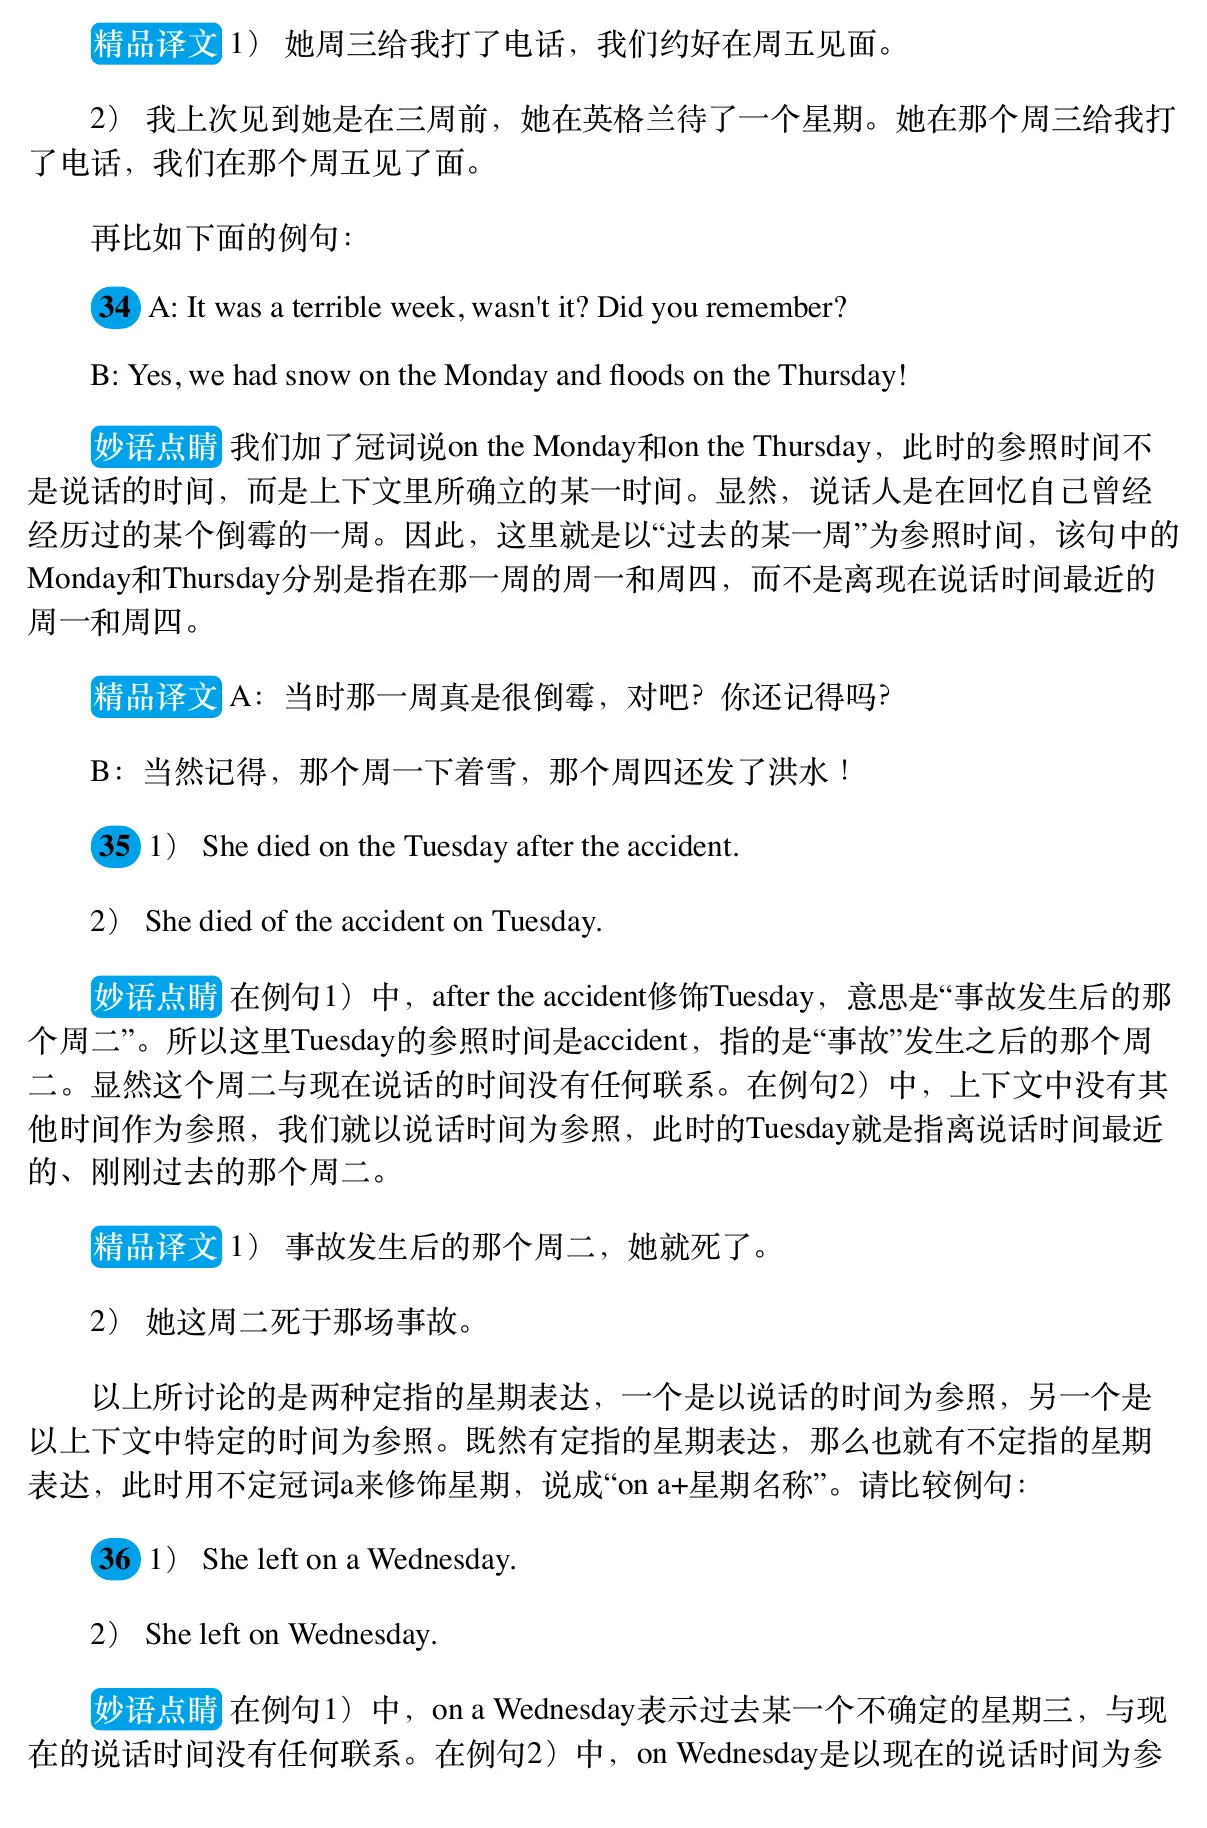 精品译文 1） 她周三给我打了电话，我们约好在周五见面。
2） 我上次见到她是在三周前，她在英格兰待了一个星期。她在那个周三给我打
了电话，我们在那个周五见了面。
再比如下面的例句：
34 A: It was a terrible week, wasn't it? Did you remember?
B: Yes, we had snow on the Monday and floods on the Thursday!
妙语点睛 我们加了冠词说on the Monday和on the Thursday，此时的参照时间不
是说话的时间，而是上下文里所确立的某一时间。显然，说话人是在回忆自己曾经
经历过的某个倒霉的一周。因此，这里就是以“过去的某一周”为参照时间，该句中的
Monday和Thursday分别是指在那一周的周一和周四，而不是离现在说话时间最近的
周一和周四。
精品译文 A：当时那一周真是很倒霉，对吧？你还记得吗？
B：当然记得，那个周一下着雪，那个周四还发了洪水！
35 1） She died on the Tuesday after the accident.
2） She died of the accident on Tuesday.
妙语点睛 在例句1）中，after the accident修饰Tuesday，意思是“事故发生后的那
个周二”。所以这里Tuesday的参照时间是accident，指的是“事故”发生之后的那个周
二。显然这个周二与现在说话的时间没有任何联系。在例句2）中，上下文中没有其
他时间作为参照，我们就以说话时间为参照，此时的Tuesday就是指离说话时间最近
的、刚刚过去的那个周二。
精品译文 1） 事故发生后的那个周二，她就死了。
2） 她这周二死于那场事故。
以上所讨论的是两种定指的星期表达，一个是以说话的时间为参照，另一个是
以上下文中特定的时间为参照。既然有定指的星期表达，那么也就有不定指的星期
表达，此时用不定冠词a来修饰星期，说成“on a+星期名称”。请比较例句：
36 1） She left on a Wednesday.
2） She left on Wednesday.
妙语点睛 在例句1）中，on a Wednesday表示过去某一个不确定的星期三，与现
在的说话时间没有任何联系。在例句2）中，on Wednesday是以现在的说话时间为参